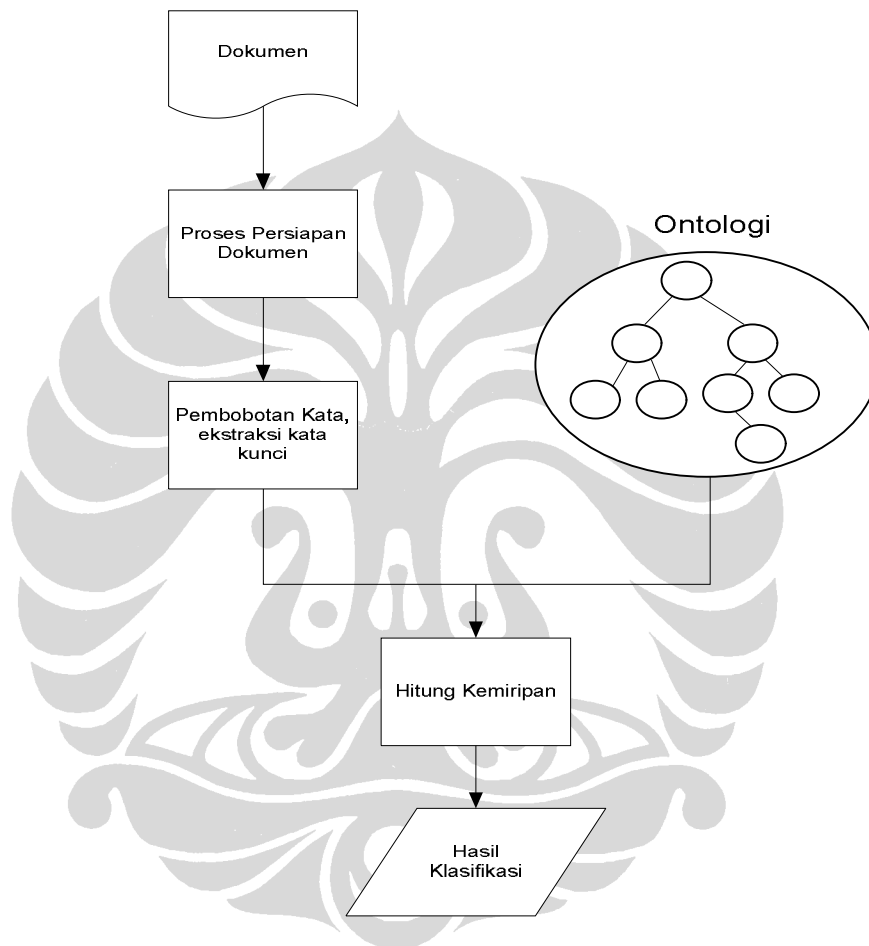 Dokumen
Proses Persiapan
Dokumen
Ontologi
Pembobotan Kata,
ekstraksi kata
kunci
Hitung Kemiripan
Hasil
Klasifikasi